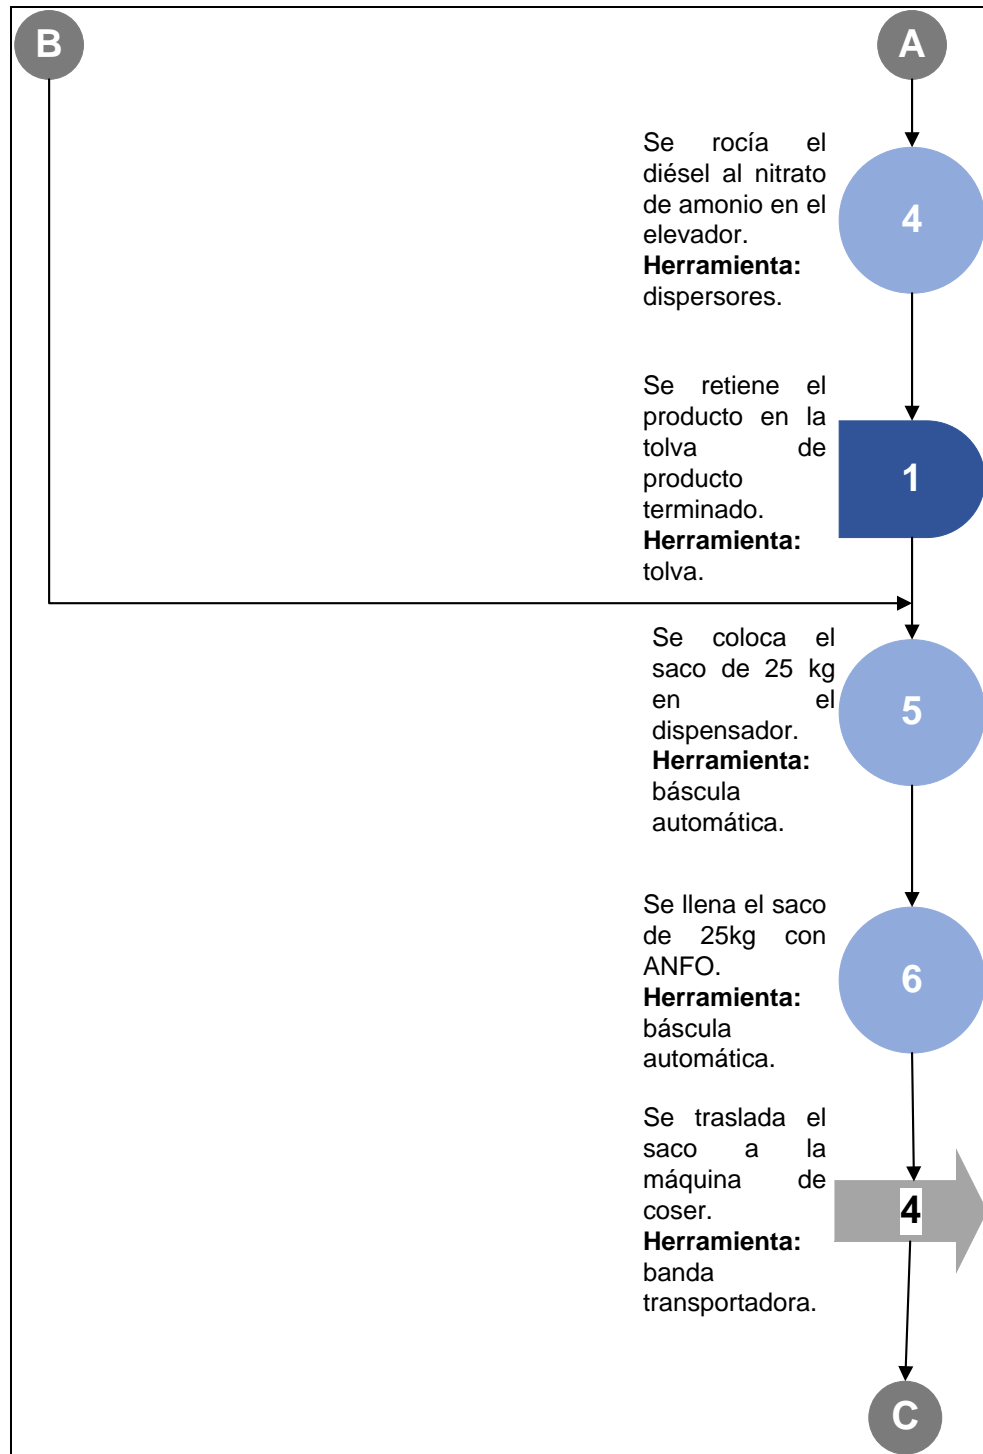 B
A
Se rocía el
diésel al nitrato
de amonio en el
elevador.
Herramienta:
dispersores.
4
Se retiene el
producto en la
tolva de
producto
terminado.
Herramienta:
tolva.
1
Se coloca el
saco de 25 kg
en el
dispensador.
Herramienta:
báscula
automática.
5
Se llena el saco
de 25kg con
ANFO.
Herramienta:
báscula
automática.
6
Se traslada el
saco a la
máquina de
coser.
Herramienta:
banda
transportadora.
4
C